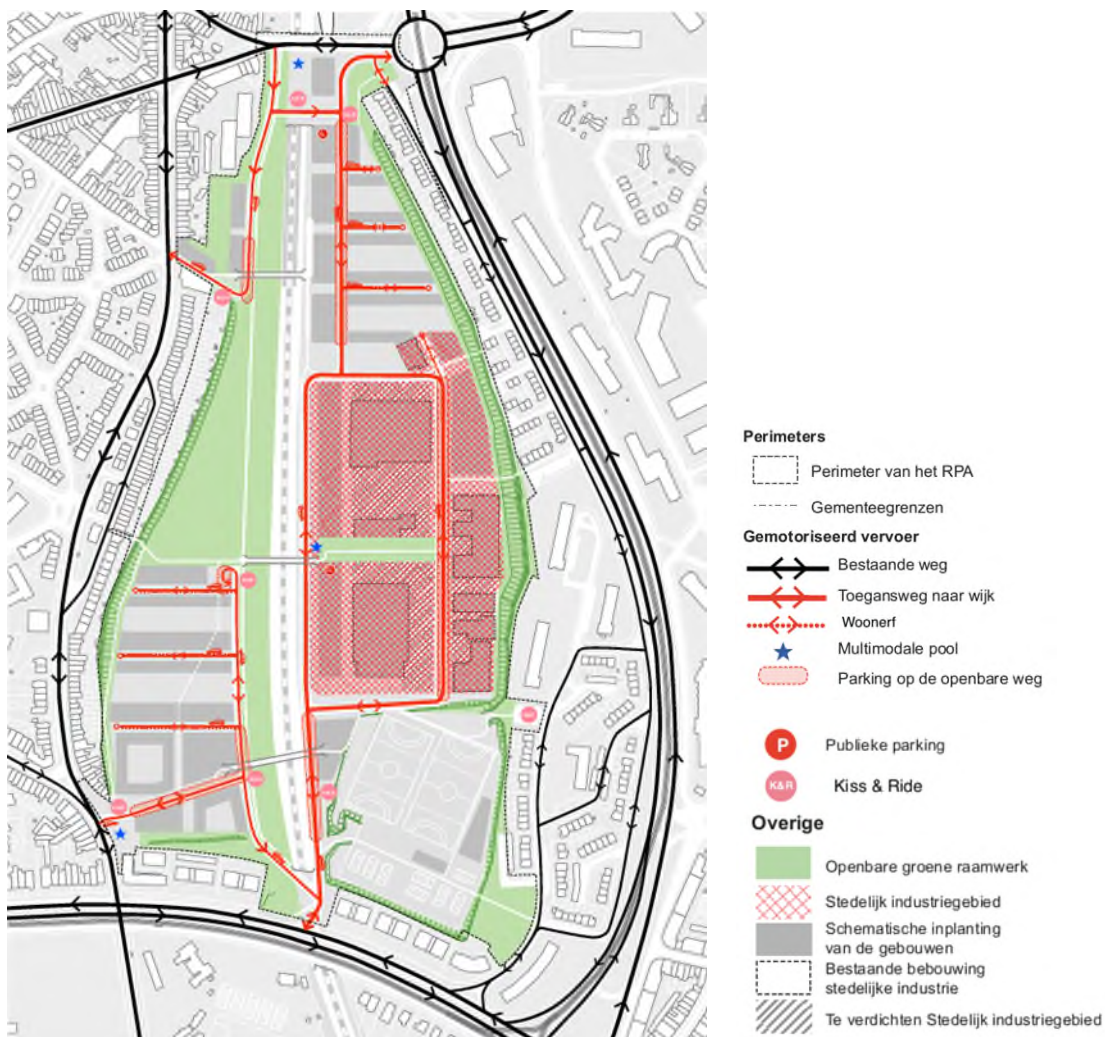 Perimeters
Perimeter van het RPA
Gemeentegrenzen
Gemotoriseerd vervoer
Bestaande weg
Toegansweg naar wijk
Woonerf
Multimodale pool
Parking op de openbare weg
P Publieke parking
K&R Kiss & Ride
Overige
Openbare groene raamwerk
Stedelijk industriegebied
Schematische inplanting
van de gebouwen
Bestaande bebouwing
stedelijke industrie
Te verdichten Stedelijk industriegebied